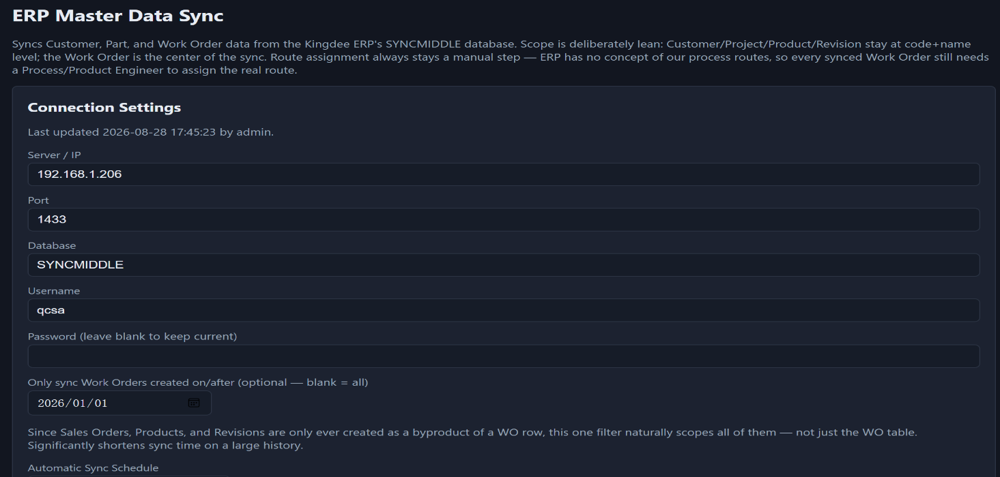 ERP Master Data Sync
Syncs Customer, Part, and Work Order data from the Kingdee ERP's SYNCMIDDLE database. Scope is deliberately lean: Customer/Project/Product/Revision stay at code+name
level; the Work Order is the center of the sync. Route assignment always stays a manual step — ERP has no concept of our process routes, so every synced Work Order still needs
a Process/Product Engineer to assign the real route.
Connection Settings
Last updated 2026-08-28 17:45:23 by admin.
Server / IP
192.168.1.206
Port
1433
Database
SYNCMIDDLE
Username
qcsa
Password (leave blank to keep current)
Only sync Work Orders created on/after (optional — blank = all)
2026/01/01
Since Sales Orders, Products, and Revisions are only ever created as a byproduct of a WO row, this one filter naturally scopes all of them — not just the WO table.
Significantly shortens sync time on a large history.
Automatic Sync Schedule